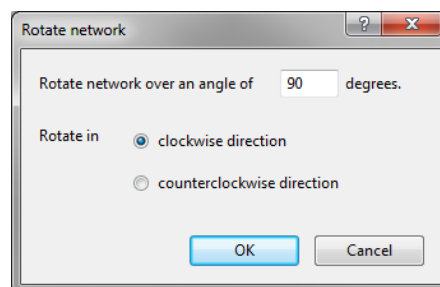 Rotate network
Rotate network over an angle of 90 degrees.
Rotate in clockwise direction
counterclockwise direction
OK Cancel